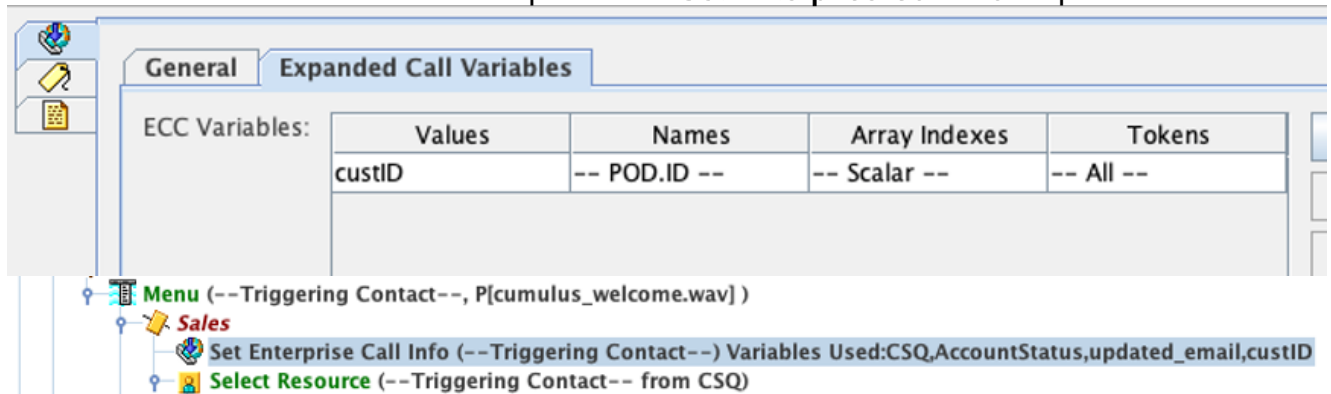 General Expanded Call Variables
ECC Variables: Values Names Array Indexes Tokens
custID -- POD.ID -- -- Scalar -- -- All --
Menu (--Triggering Contact--, P[cumulus_welcome.wav] )
Sales
Set Enterprise Call Info (--Triggering Contact--) Variables Used:CSQ,AccountStatus,updated_email,custID
Select Resource (--Triggering Contact-- from CSQ)